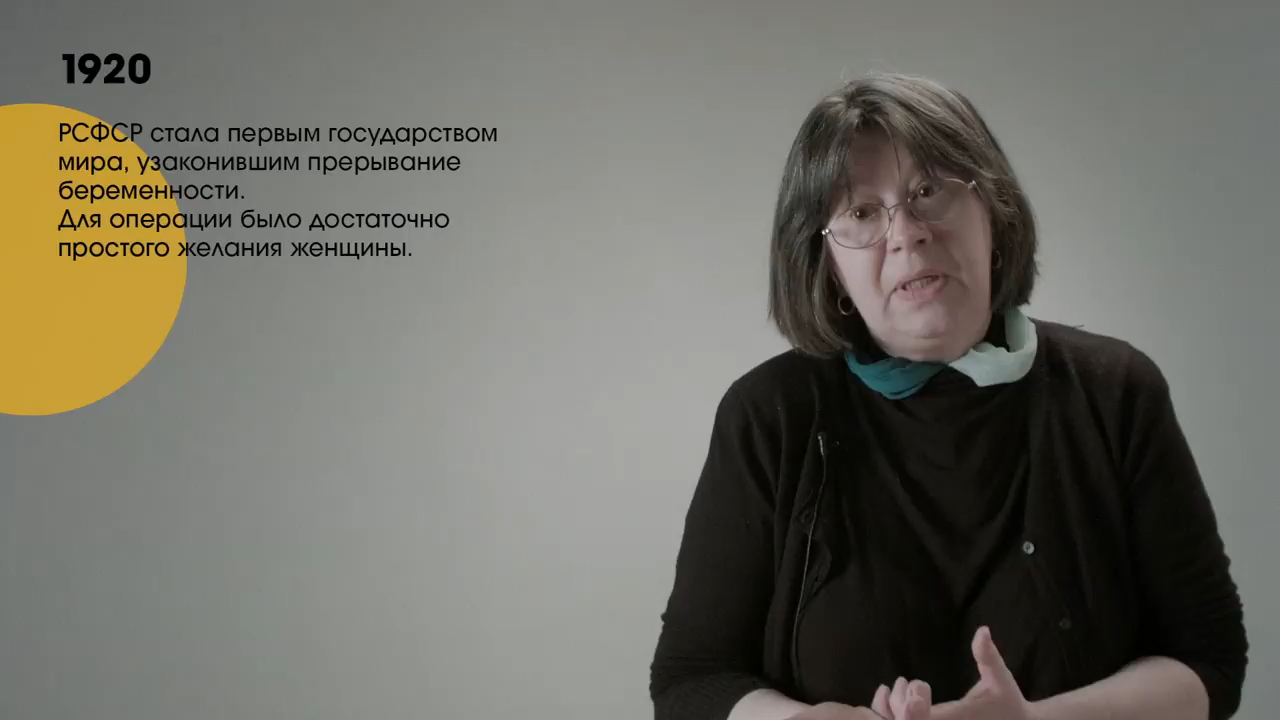 1920
РСФСР стала первым государством
мира, узаконившим прерывание
беременности.
Для операции было достаточно
простого желания женщины.